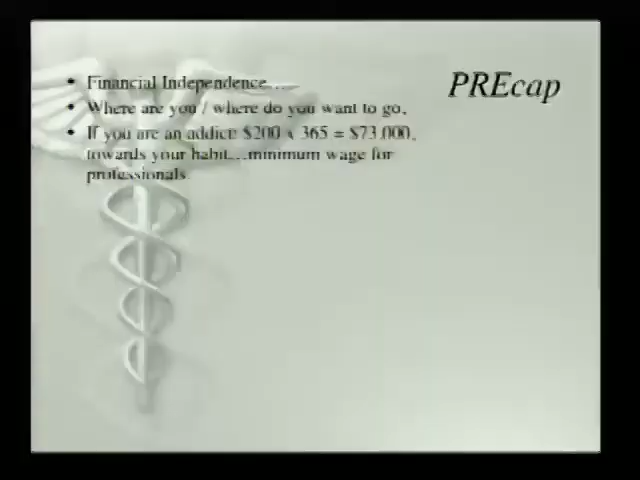 PREcap
• Financial Independence....
• Where are you / where do you want to go,
• If you are an addict: $200 x 365 = $73,000,
towards your habit...minimum wage for
professionals